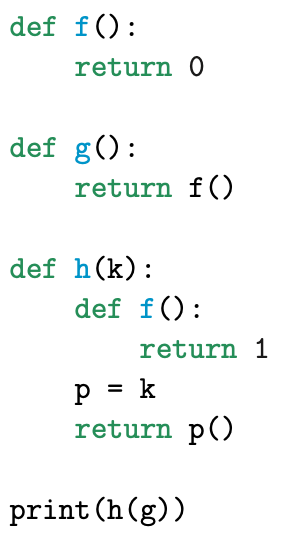 def f():
    return 0

def g():
    return f()

def h(k):
    def f():
        return 1
    p = k
    return p()

print(h(g))